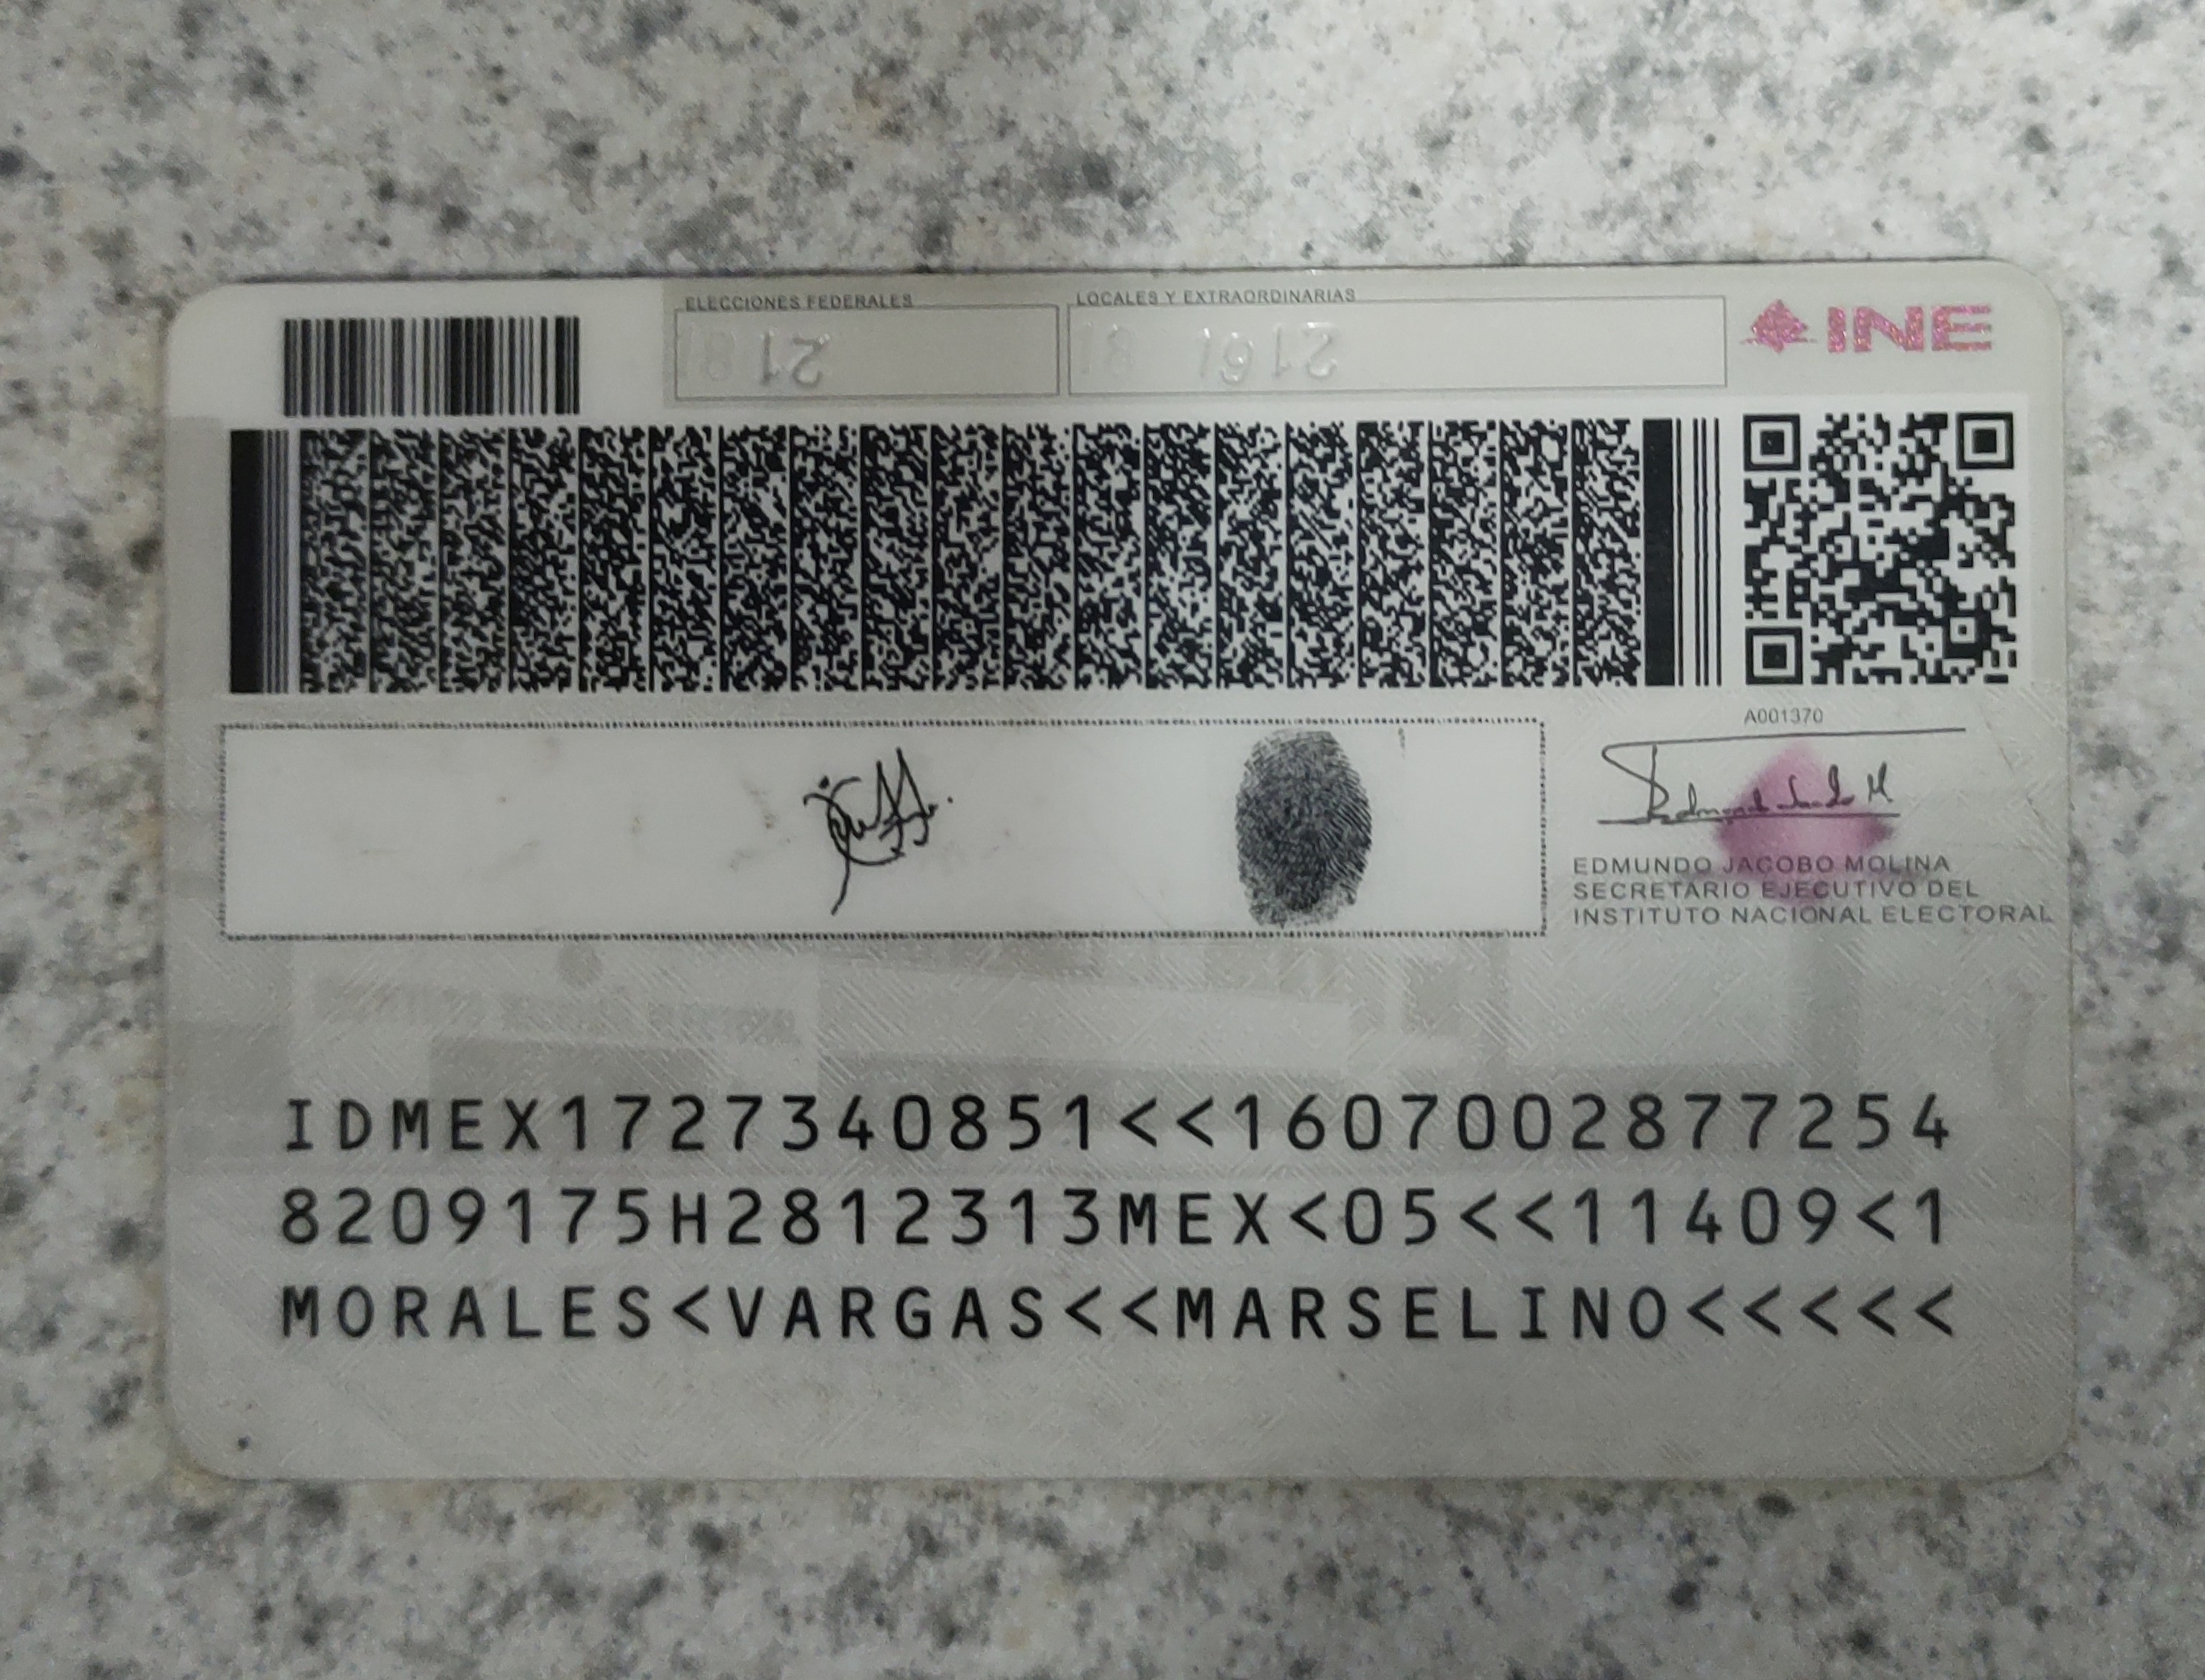 ELECCIONES FEDERALES
LOCALES Y EXTRAORDINARIAS
INE
A001370
EDMUNDO JACOBO MOLINA
SECRETARIO EJECUTIVO DEL
INSTITUTO NACIONAL ELECTORAL
IDMEX1727340851<<1607002877254
8209175H2812313MEX<05<<11409<1
MORALES<VARGAS<<MARSELINO<<<<<